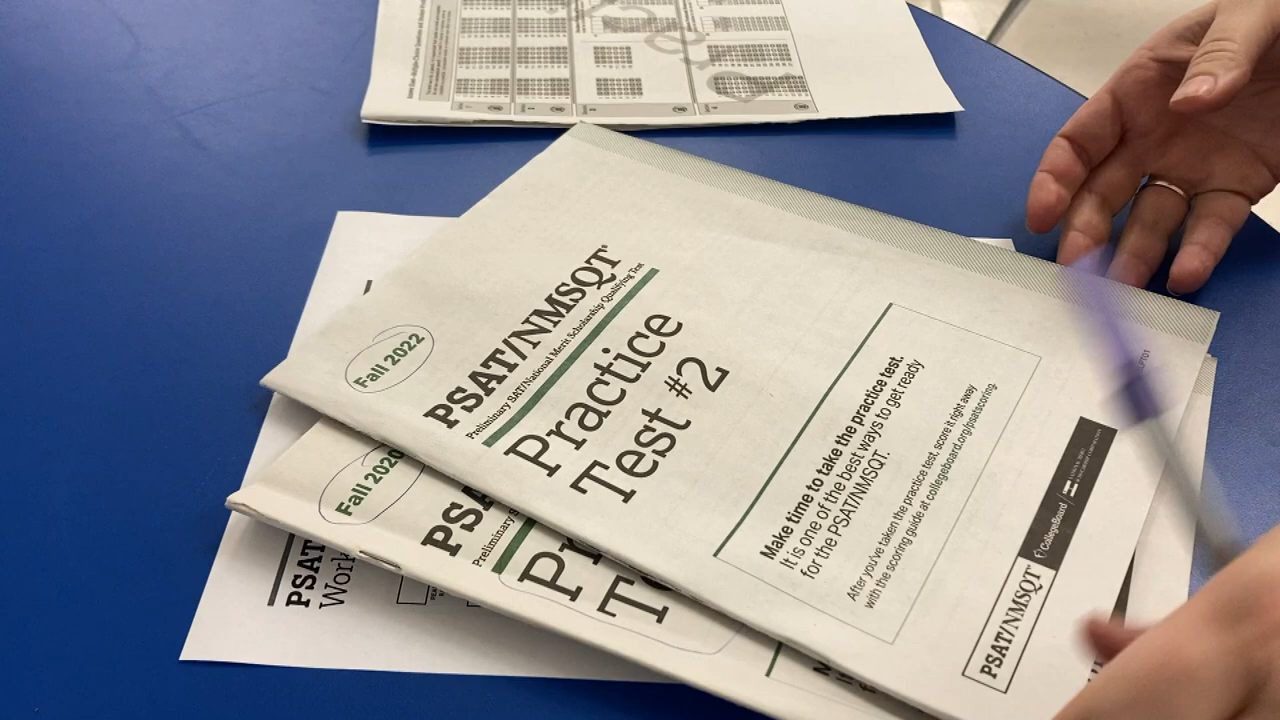 Fall 2022
PSAT/NMSQT®
Preliminary SAT/National Merit Scholarship Qualifying Test
Practice
Test #2
Make time to take the practice test.
It is one of the best ways to get ready
for the PSAT/NMSQT.
After you've taken the practice test, score it right away
with the scoring guide at collegeboard.org/psatscoring.
PSAT/NMSQT®
CollegeBoard
Fall 2020
PSA
Preliminary S
Pr
Te
PSAT
Work